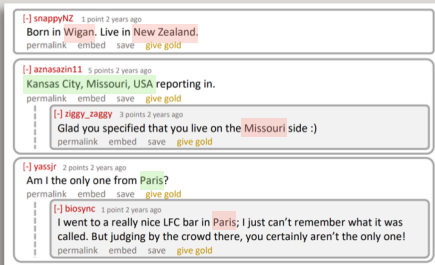 [-] snappyNZ 1 point 2 years ago
Born in Wigan. Live in New Zealand.
permalink embed save give gold
[-] aznasazin11 5 points 2 years ago
Kansas City, Missouri, USA reporting in.
permalink embed save give gold
[-] ziggy_zaggy 3 points 2 years ago
Glad you specified that you live on the Missouri side :)
permalink embed save give gold
[-] yassjr 2 points 2 years ago
Am I the only one from Paris?
permalink embed save give gold
[-] biosync 1 point 2 years ago
I went to a really nice LFC bar in Paris; I just can't remember what it was
called. But judging by the crowd there, you certainly aren't the only one!
permalink embed save give gold